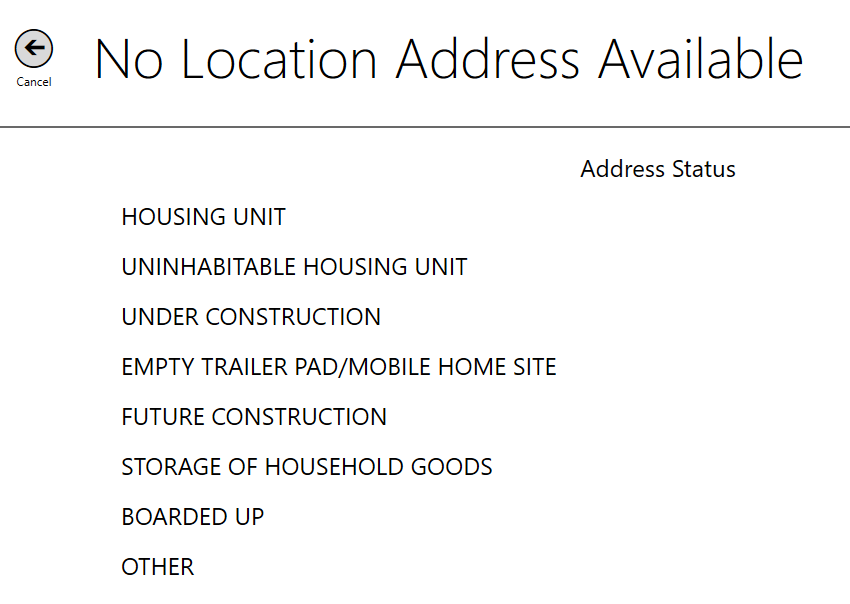 No Location Address Available
Cancel
Address Status
HOUSING UNIT
UNINHABITABLE HOUSING UNIT
UNDER CONSTRUCTION
EMPTY TRAILER PAD/MOBILE HOME SITE
FUTURE CONSTRUCTION
STORAGE OF HOUSEHOLD GOODS
BOARDED UP
OTHER